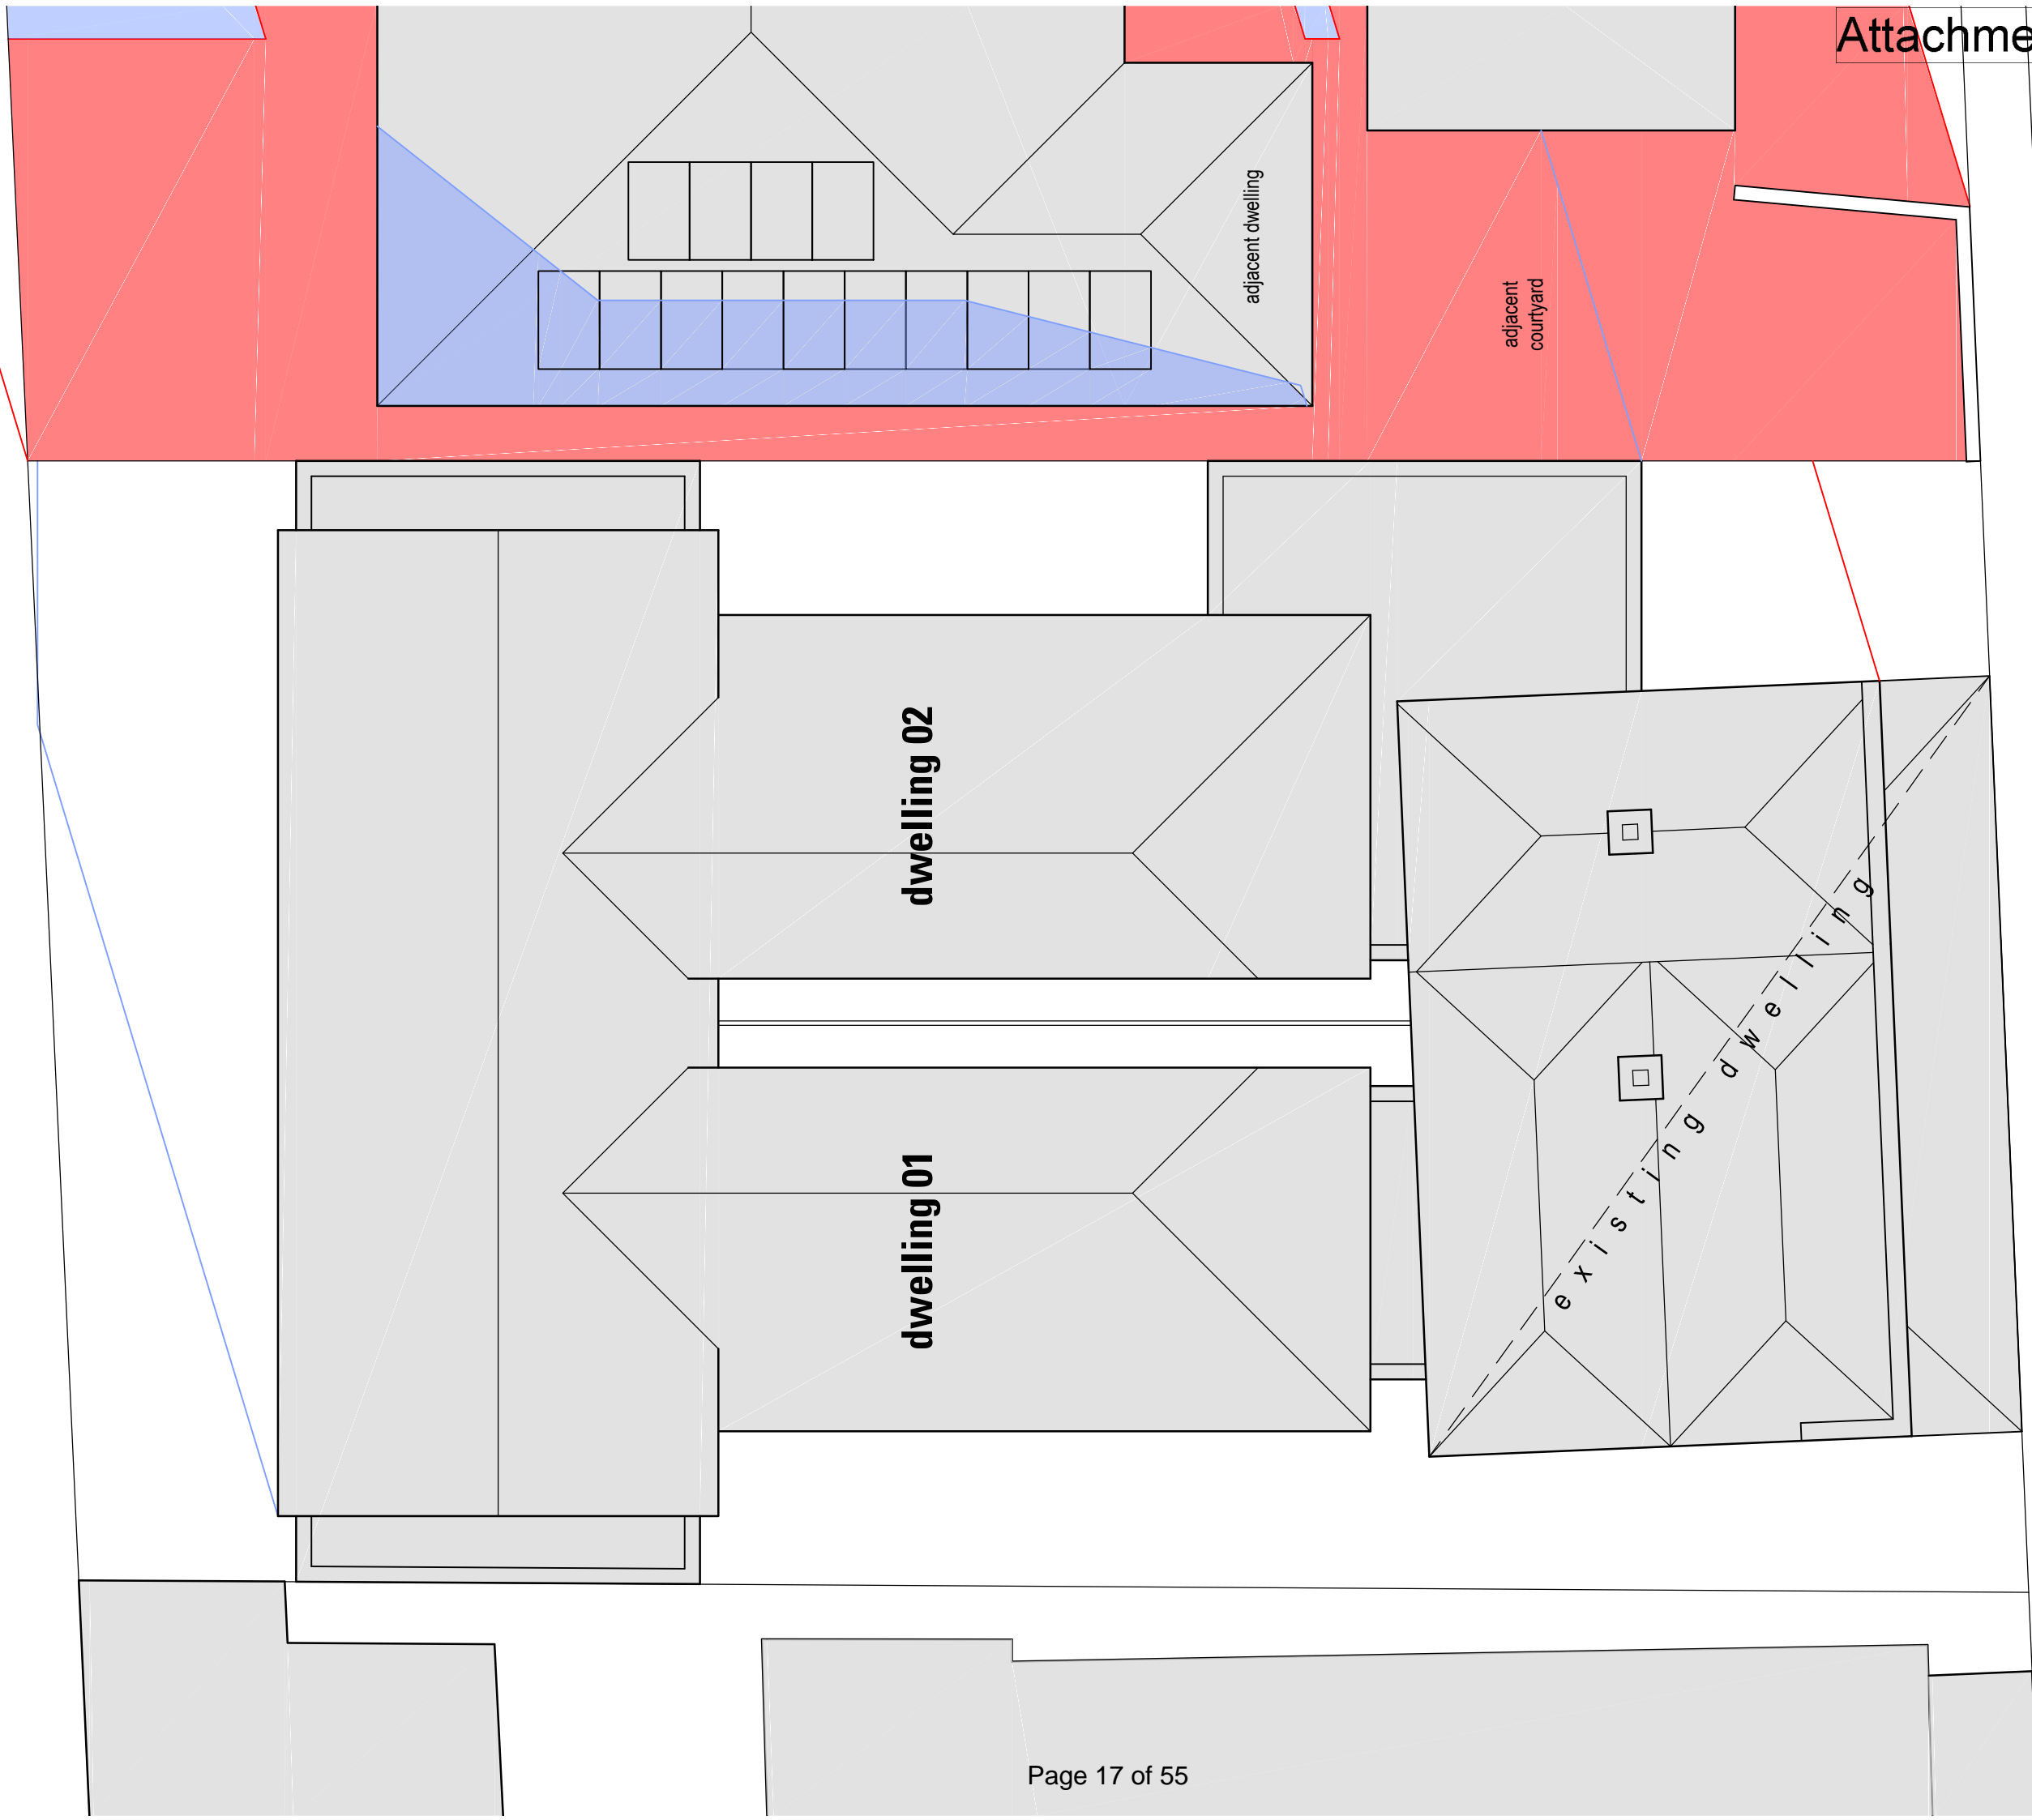 Attachme
adjacent dwelling
adjacent
courtyard
dwelling 02
existing dwelling
dwelling 01
Page 17 of 55